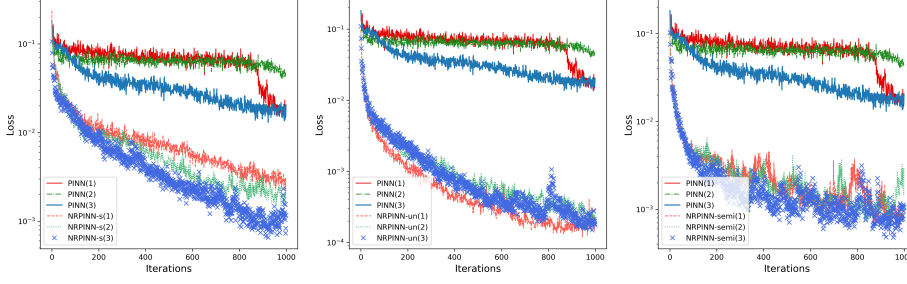 10⁻¹
10⁻²
10⁻³
Loss
0
200
400
600
800
1000
Iterations
PINN(1)
PINN(2)
PINN(3)
NRPINN-s(1)
NRPINN-s(2)
NRPINN-s(3)
10⁻¹
10⁻²
10⁻³
10⁻⁴
Loss
0
200
400
600
800
1000
Iterations
PINN(1)
PINN(2)
PINN(3)
NRPINN-un(1)
NRPINN-un(2)
NRPINN-un(3)
10⁻¹
10⁻²
10⁻³
Loss
0
200
400
600
800
1000
Iterations
PINN(1)
PINN(2)
PINN(3)
NRPINN-semi(1)
NRPINN-semi(2)
NRPINN-semi(3)